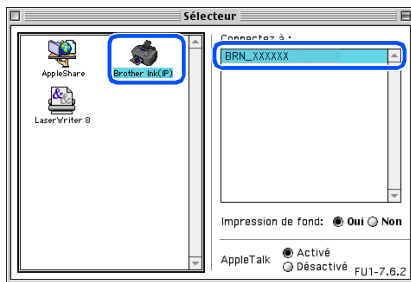 Sélecteur
AppleShare
Brother Ink(IP)
LaserWriter 8
Connectez à :
BRN_XXXXXX
Impression de fond: Oui Non
AppleTalk
Activé
Désactivé
FU1-7.6.2